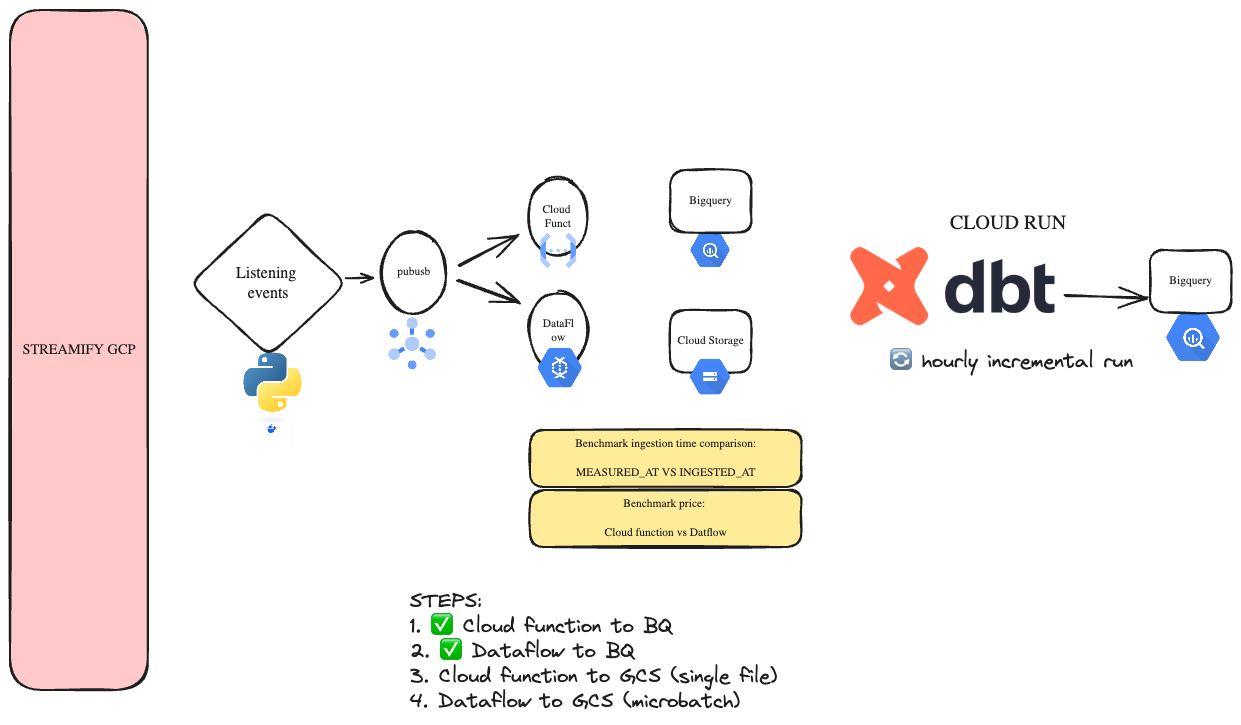 STREAMIFY GCP
Listening
events
pubusb
Cloud
Funct
DataFl
ow
Bigquery
Cloud Storage
CLOUD RUN
dbt
Bigquery
hourly incremental run
Benchmark ingestion time comparison:
MEASURED_AT VS INGESTED_AT
Benchmark price:
Cloud function vs Datflow
STEPS:
1. ✅ Cloud function to BQ
2. ✅ Dataflow to BQ
3. Cloud function to GCS (single file)
4. Dataflow to GCS (microbatch)